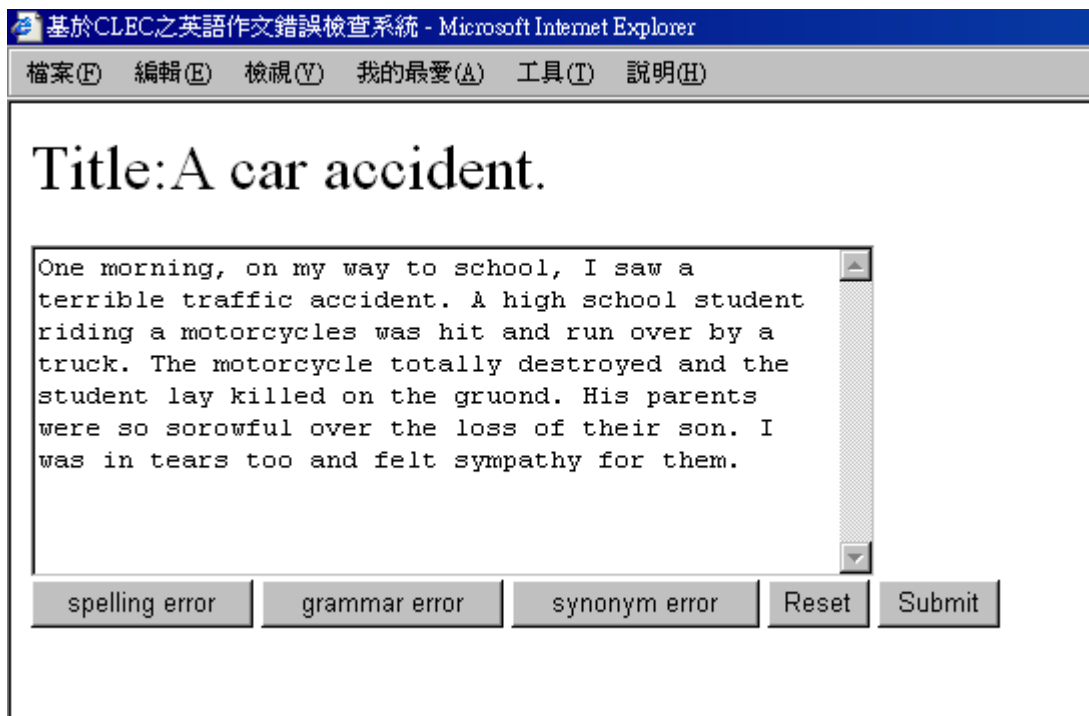 基於CLEC之英語作文錯誤檢查系統 - Microsoft Internet Explorer
檔案(F) 編輯(E) 檢視(V) 我的最愛(A) 工具(T) 說明(H)
Title:A car accident.
One morning, on my way to school, I saw a
terrible traffic accident. A high school student
riding a motorcycles was hit and run over by a
truck. The motorcycle totally destroyed and the
student lay killed on the gruond. His parents
were so sorowful over the loss of their son. I
was in tears too and felt sympathy for them.
spelling error grammar error synonym error Reset Submit